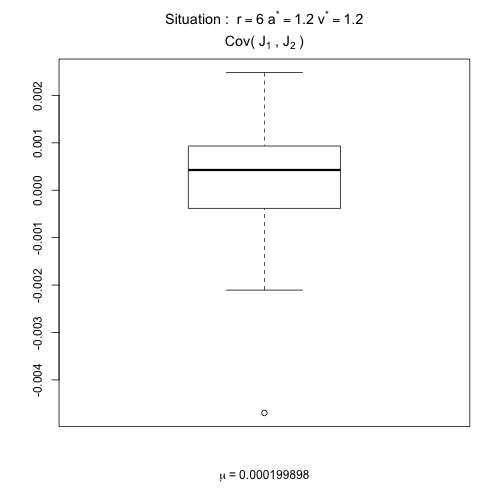 Situation : r = 6 a* = 1.2 v* = 1.2
Cov( J₁ , J₂ )
0.002
0.001
0.000
-0.001
-0.002
-0.003
-0.004
μ = 0.000199898